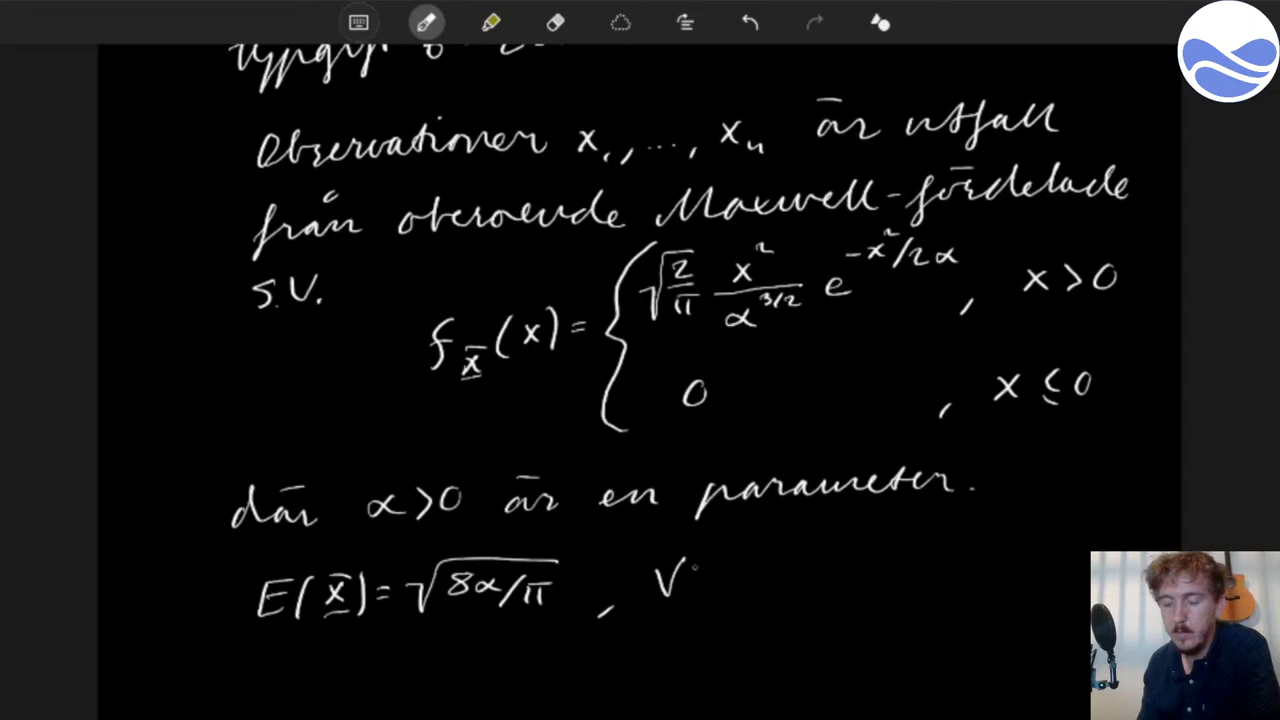 Observationer x₁, ..., xₙ är utfall
från oberoende Maxwell-fördelade
s.v.
f_X(x) = { √(2/π) x²/α^(3/2) e^(-x²/2α) , x > 0
0 , x ≤ 0
där α > 0 är en parameter.
E(X) = √(8α/π) , V